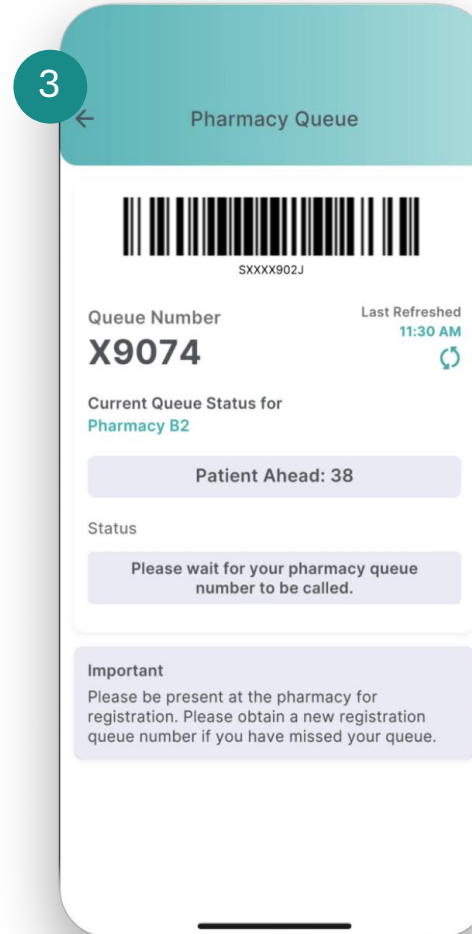 3
Pharmacy Queue
SXXXX902J
Queue Number
X9074
Last Refreshed
11:30 AM
Current Queue Status for
Pharmacy B2
Patient Ahead: 38
Status
Please wait for your pharmacy queue
number to be called.
Important
Please be present at the pharmacy for
registration. Please obtain a new registration
queue number if you have missed your queue.